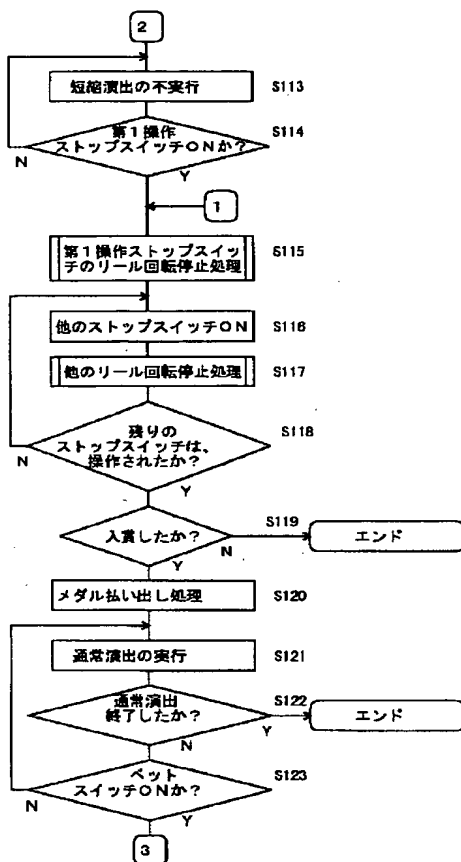 2
短縮演出の不実行 S113
第1操作 S114
ストップスイッチONか?
N
Y
1
第1操作ストップスイッ S115
チのリール回転停止処理
他のストップスイッチON S116
他のリール回転停止処理 S117
残りの S118
ストップスイッチは、
N 操作されたか?
Y
S119
入賞したか? N エンド
Y
メダル払い出し処理 S120
通常演出の実行 S121
通常演出 S122
終了したか? Y エンド
N
ベット S123
スイッチONか?
N Y
3